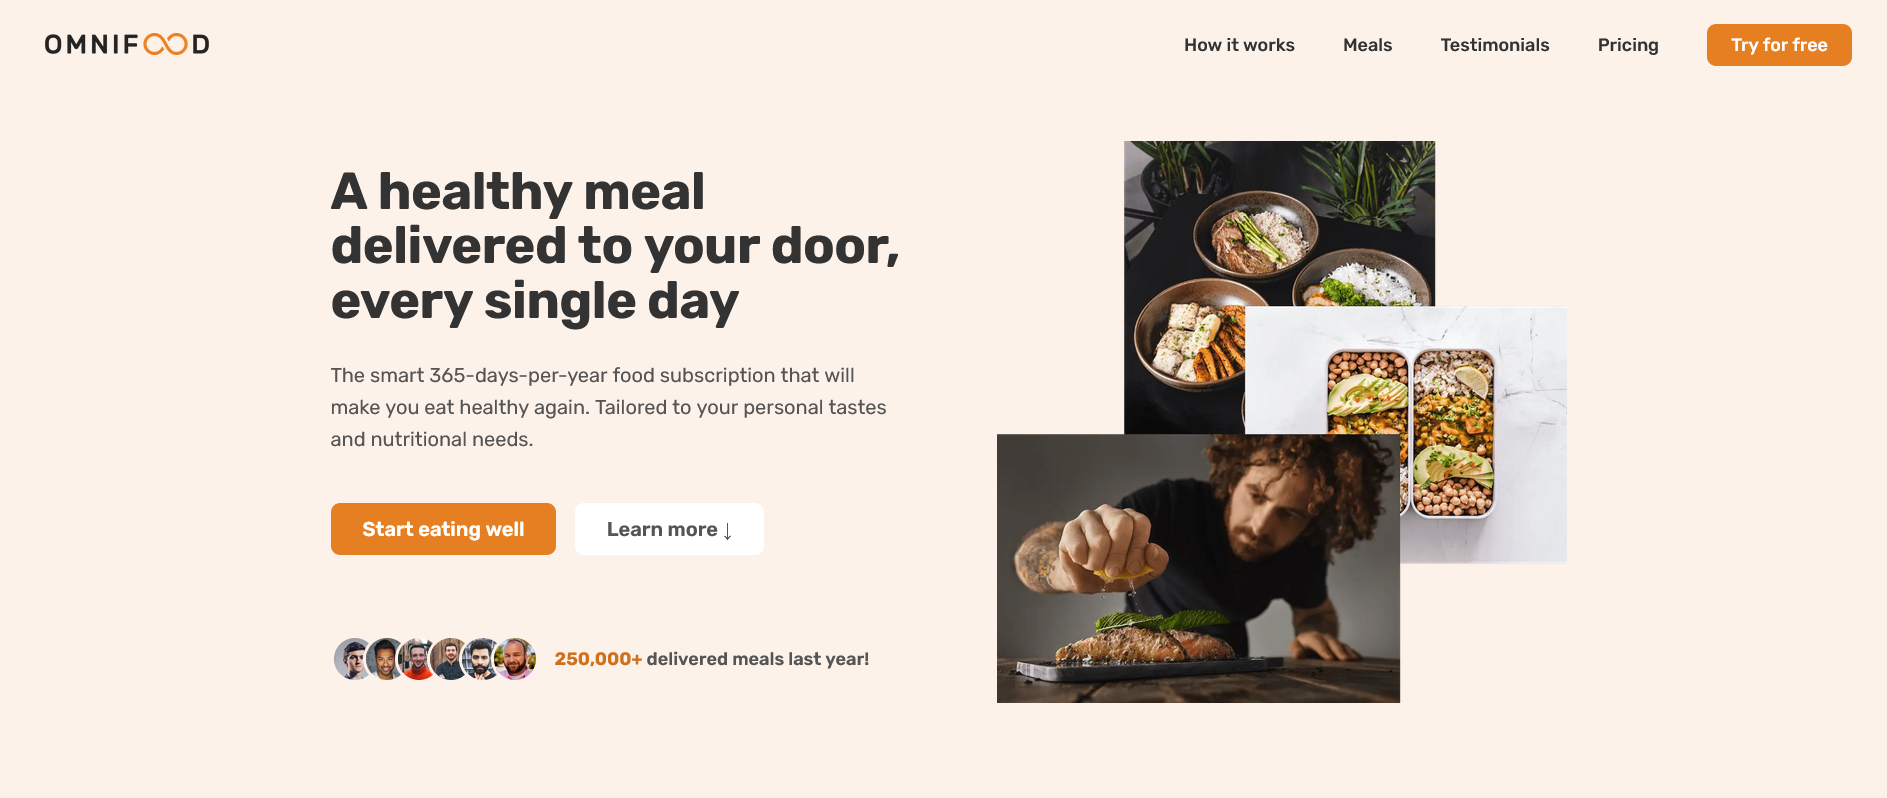 OMNIFOOD
How it works
Meals
Testimonials
Pricing
Try for free
A healthy meal
delivered to your door,
every single day
The smart 365-days-per-year food subscription that will
make you eat healthy again. Tailored to your personal tastes
and nutritional needs.
Start eating well
Learn more ↓
250,000+ delivered meals last year!